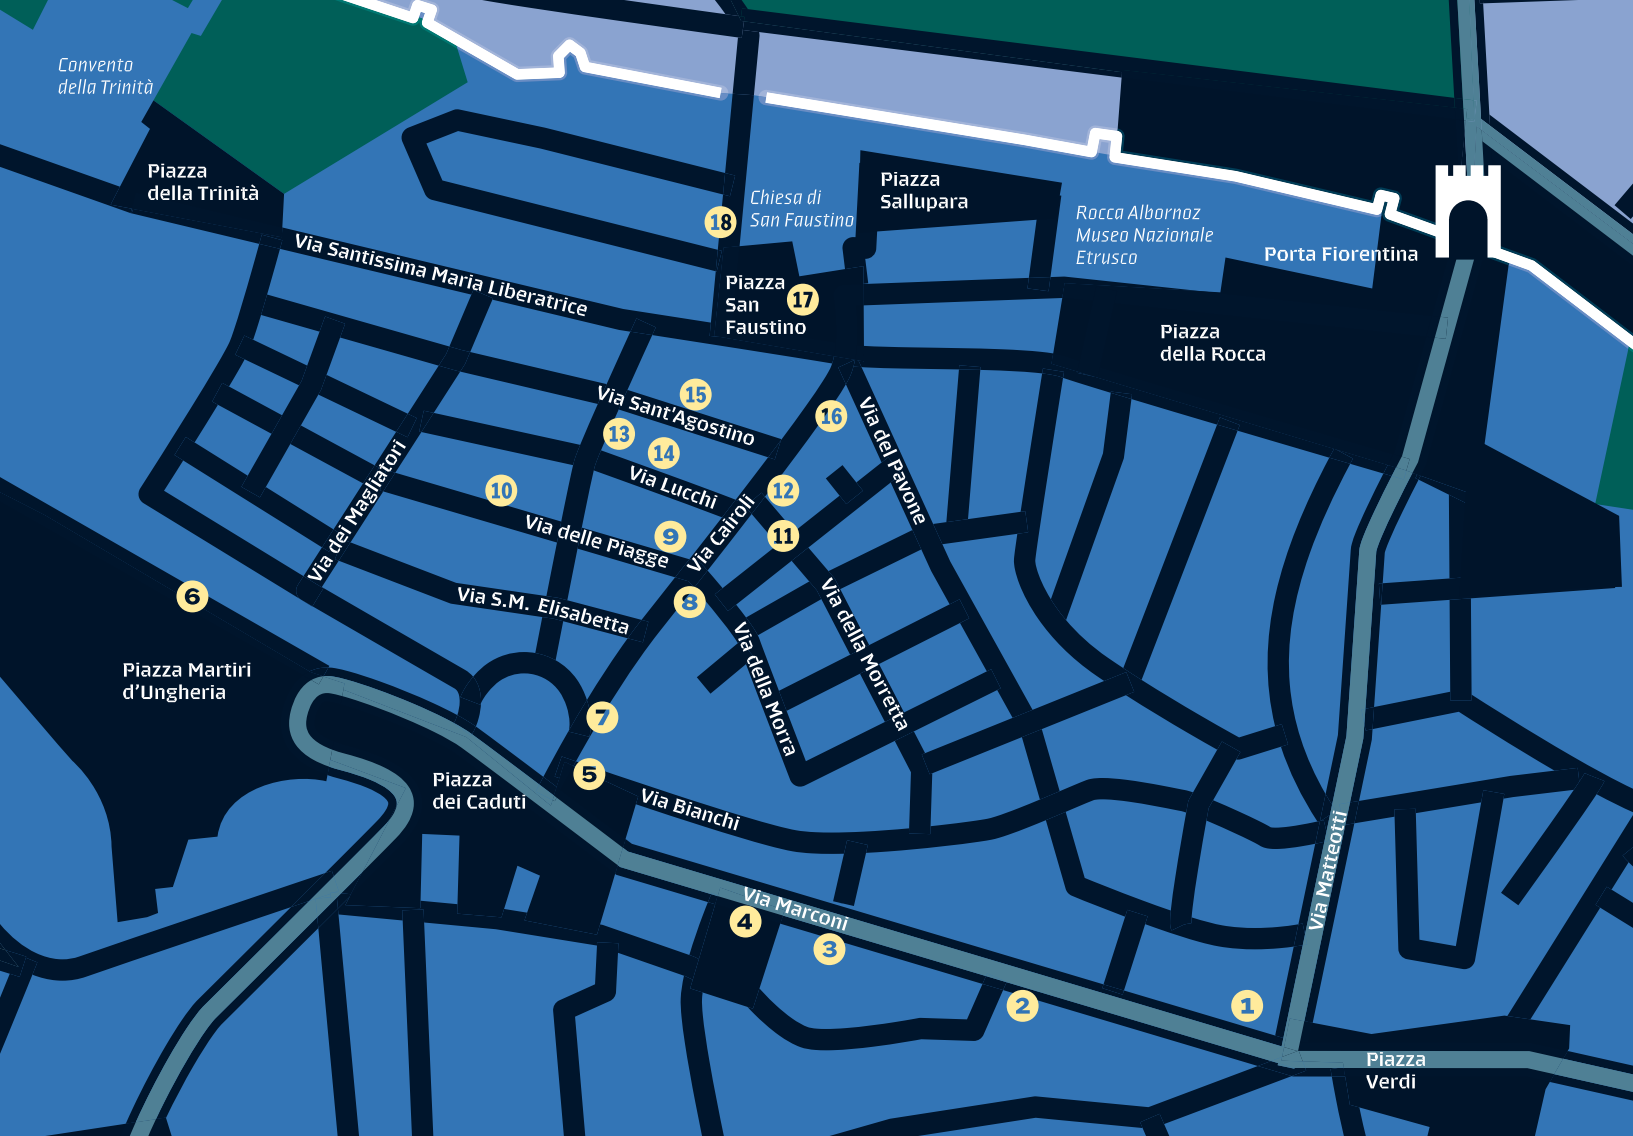 Convento
della Trinità
Piazza
della Trinità
Via Santissima Maria Liberatrice
18
Chiesa di
San Faustino
Piazza
Sallupara
Rocca Albornoz
Museo Nazionale
Etrusco
Porta Fiorentina
Piazza
San
Faustino
17
Piazza
della Rocca
Via Sant'Agostino
15
16
13
14
Via del Pavone
Via Lucchi
Via dei Magliatori
10
12
Via Cairoli
Via delle Piagge
9
11
6
Via S.M. Elisabetta
8
Via della Morretta
Via della Morra
Piazza Martiri
d'Ungheria
7
5
Piazza
dei Caduti
Via Bianchi
Via Matteotti
Via Marconi
4
3
2
1
Piazza
Verdi